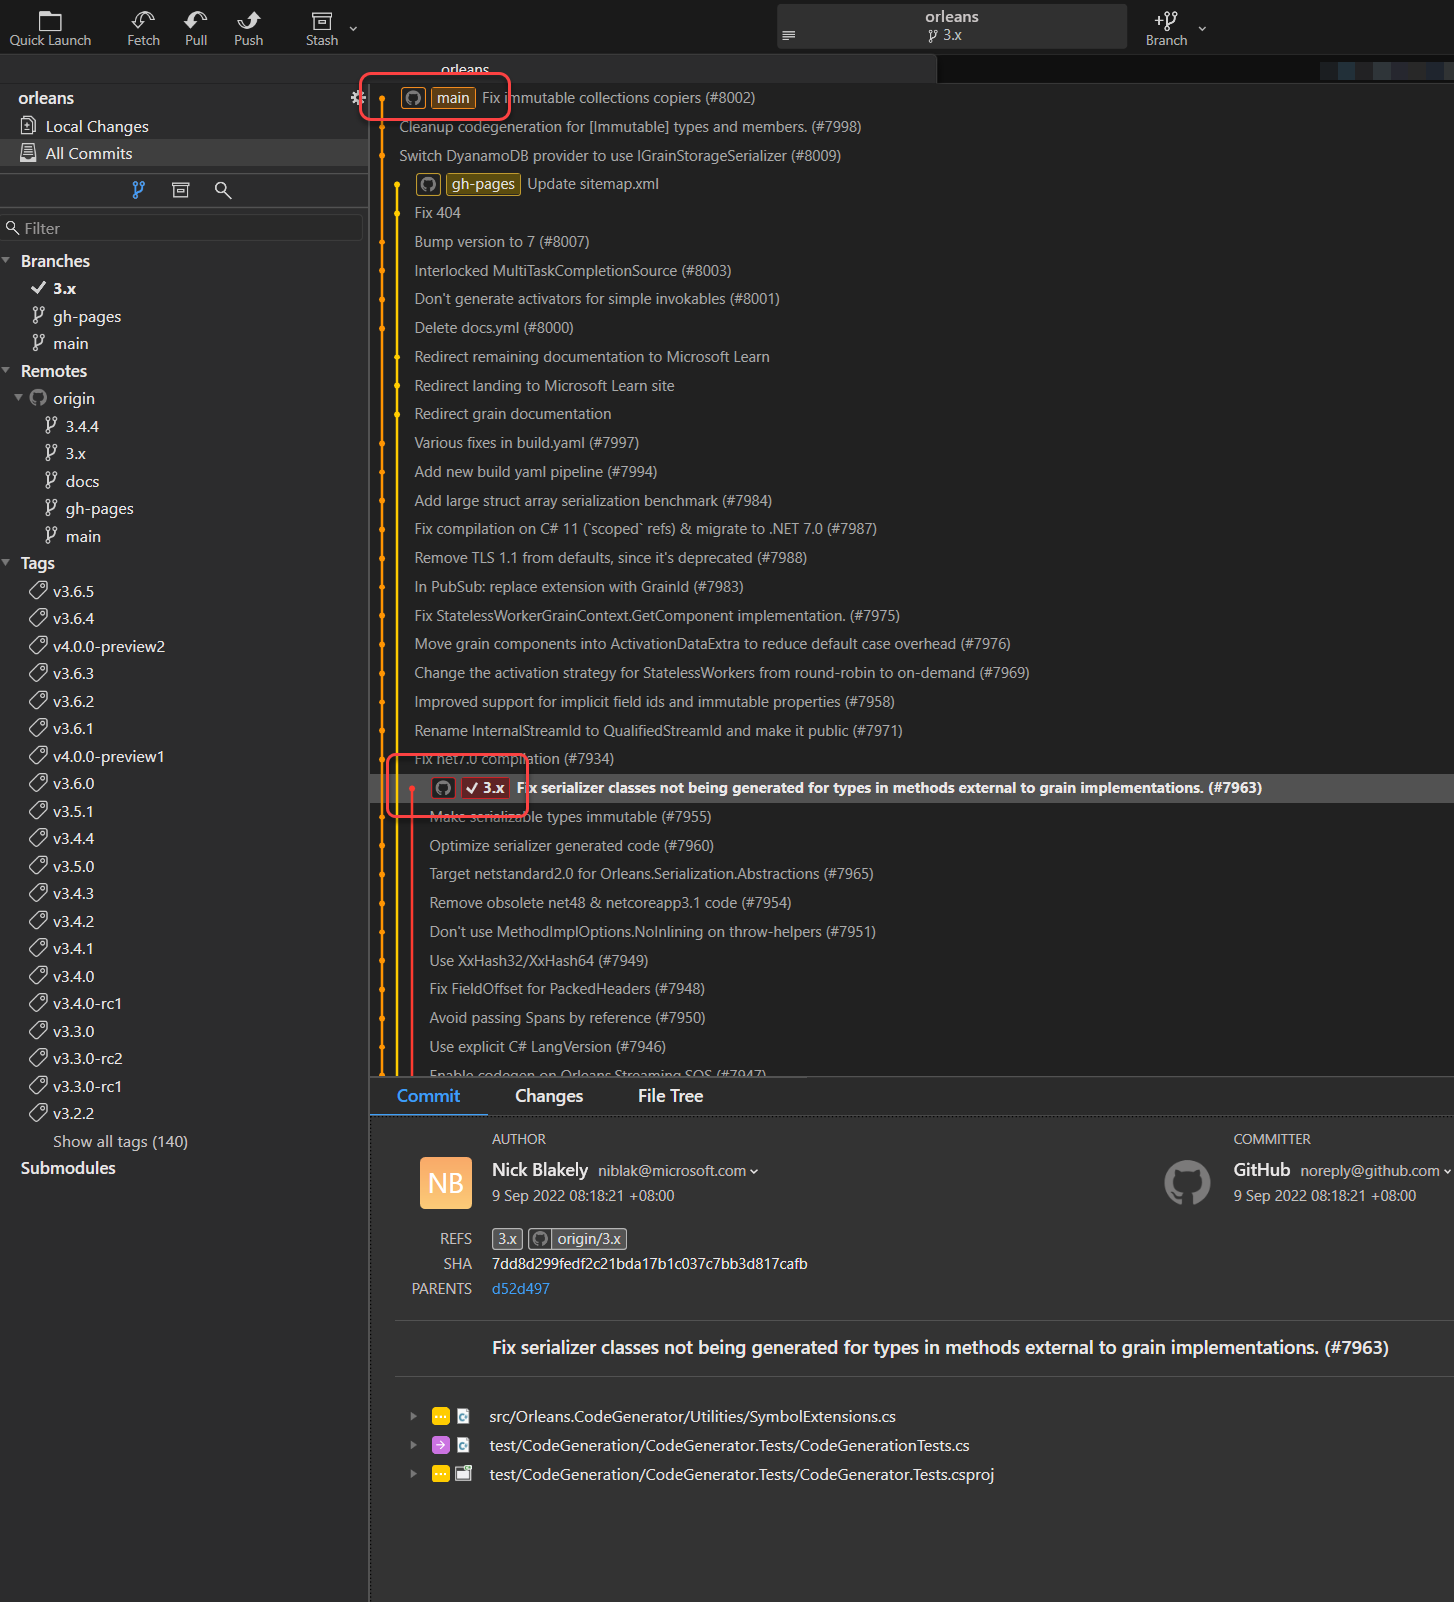 Quick Launch
Fetch
Pull
Push
Stash
orleans
3.x
Branch
orleans
orleans
Local Changes
All Commits
Filter
Branches
3.x
gh-pages
main
Remotes
origin
3.4.4
3.x
docs
gh-pages
main
Tags
v3.6.5
v3.6.4
v4.0.0-preview2
v3.6.3
v3.6.2
v3.6.1
v4.0.0-preview1
v3.6.0
v3.5.1
v3.4.4
v3.5.0
v3.4.3
v3.4.2
v3.4.1
v3.4.0
v3.4.0-rc1
v3.3.0
v3.3.0-rc2
v3.3.0-rc1
v3.2.2
Show all tags (140)
Submodules
main Fix immutable collections copiers (#8002)
Cleanup codegeneration for [Immutable] types and members. (#7998)
Switch DyanamoDB provider to use IGrainStorageSerializer (#8009)
gh-pages Update sitemap.xml
Fix 404
Bump version to 7 (#8007)
Interlocked MultiTaskCompletionSource (#8003)
Don't generate activators for simple invokables (#8001)
Delete docs.yml (#8000)
Redirect remaining documentation to Microsoft Learn
Redirect landing to Microsoft Learn site
Redirect grain documentation
Various fixes in build.yaml (#7997)
Add new build yaml pipeline (#7994)
Add large struct array serialization benchmark (#7984)
Fix compilation on C# 11 (`scoped` refs) & migrate to .NET 7.0 (#7987)
Remove TLS 1.1 from defaults, since it's deprecated (#7988)
In PubSub: replace extension with GrainId (#7983)
Fix StatelessWorkerGrainContext.GetComponent implementation. (#7975)
Move grain components into ActivationDataExtra to reduce default case overhead (#7976)
Change the activation strategy for StatelessWorkers from round-robin to on-demand (#7969)
Improved support for implicit field ids and immutable properties (#7958)
Rename InternalStreamId to QualifiedStreamId and make it public (#7971)
Fix net7.0 compilation (#7934)
3.x Fix serializer classes not being generated for types in methods external to grain implementations. (#7963)
Make serializable types immutable (#7955)
Optimize serializer generated code (#7960)
Target netstandard2.0 for Orleans.Serialization.Abstractions (#7965)
Remove obsolete net48 & netcoreapp3.1 code (#7954)
Don't use MethodImplOptions.NoInlining on throw-helpers (#7951)
Use XxHash32/XxHash64 (#7949)
Fix FieldOffset for PackedHeaders (#7948)
Avoid passing Spans by reference (#7950)
Use explicit C# LangVersion (#7946)
Enable codegen on Orleans.Streaming.SQS (#7947)
Commit
Changes
File Tree
AUTHOR
NB
Nick Blakely niblak@microsoft.com
9 Sep 2022 08:18:21 +08:00
COMMITTER
GitHub noreply@github.com
9 Sep 2022 08:18:21 +08:00
REFS 3.x origin/3.x
SHA 7dd8d299fedf2c21bda17b1c037c7bb3d817cafb
PARENTS d52d497
Fix serializer classes not being generated for types in methods external to grain implementations. (#7963)
src/Orleans.CodeGenerator/Utilities/SymbolExtensions.cs
test/CodeGeneration/CodeGenerator.Tests/CodeGenerationTests.cs
test/CodeGeneration/CodeGenerator.Tests/CodeGenerator.Tests.csproj